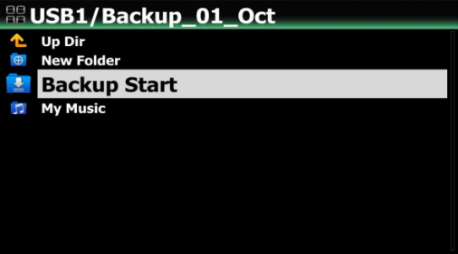 USB1/Backup_01_Oct
Up Dir
New Folder
Backup Start
My Music